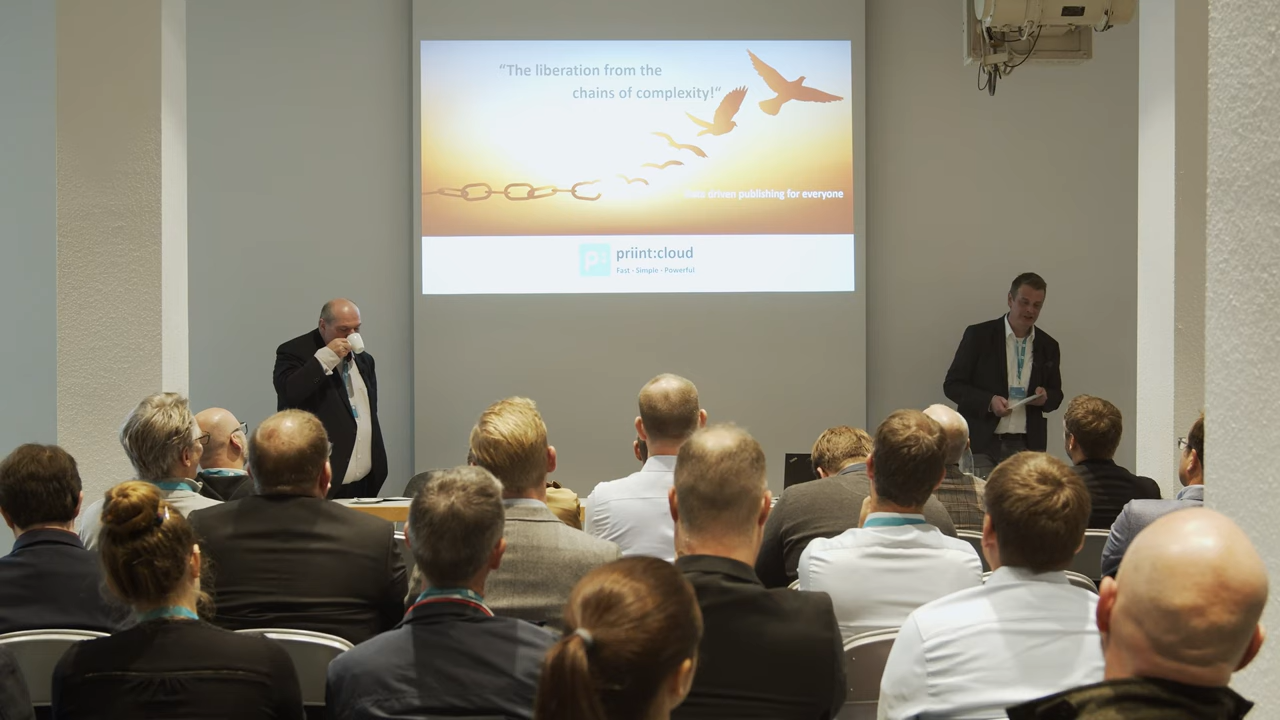 “The liberation from the
chains of complexity!“
driven publishing for everyone
priint:cloud
Fast - Simple - Powerful